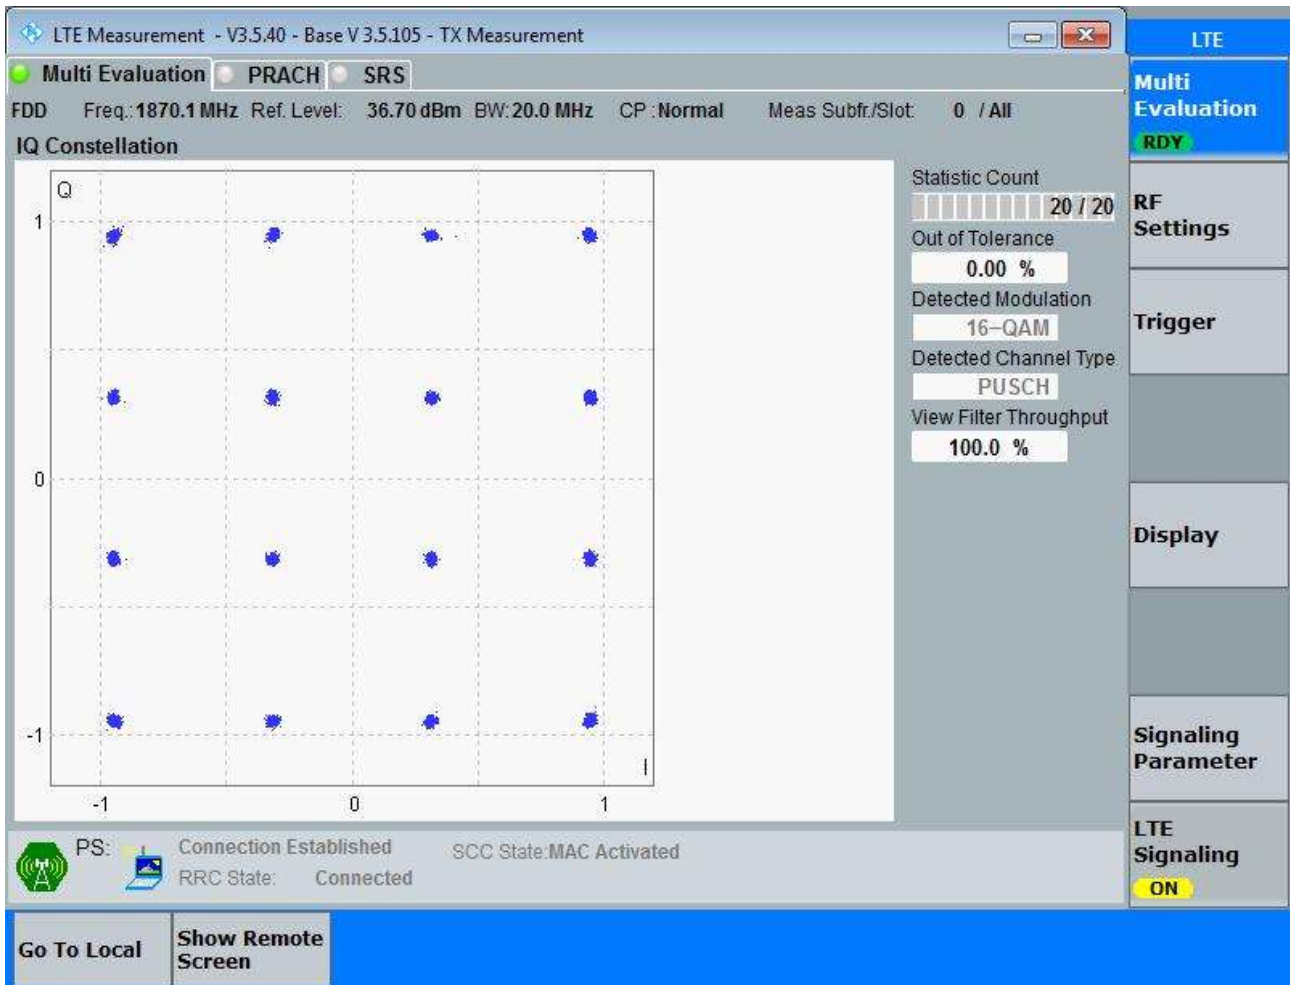 LTE Measurement - V3.5.40 - Base V 3.5.105 - TX Measurement
LTE
Multi Evaluation PRACH SRS
FDD Freq.:1870.1 MHz Ref. Level: 36.70 dBm BW:20.0 MHz CP :Normal Meas Subfr./Slot: 0 / All
IQ Constellation
Q
1
0
-1
I
-1 0 1
Statistic Count
20 / 20
Out of Tolerance
0.00 %
Detected Modulation
16-QAM
Detected Channel Type
PUSCH
View Filter Throughput
100.0 %
Multi
Evaluation
RDY
RF
Settings
Trigger
Display
Signaling
Parameter
LTE
Signaling
ON
PS: Connection Established SCC State:MAC Activated
RRC State: Connected
Go To Local
Show Remote
Screen